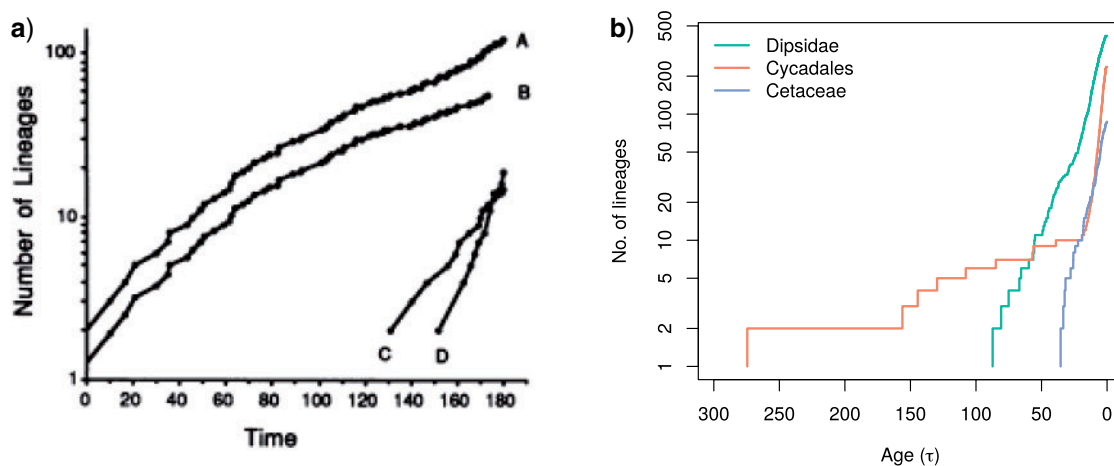 a)
Number of Lineages
100
10
1
A
B
C
D
0 20 40 60 80 100 120 140 160 180
Time
b)
No. of lineages
500
200
100
50
20
10
5
2
1
Dipsidae
Cycadales
Cetaceae
300 250 200 150 100 50 0
Age (τ)